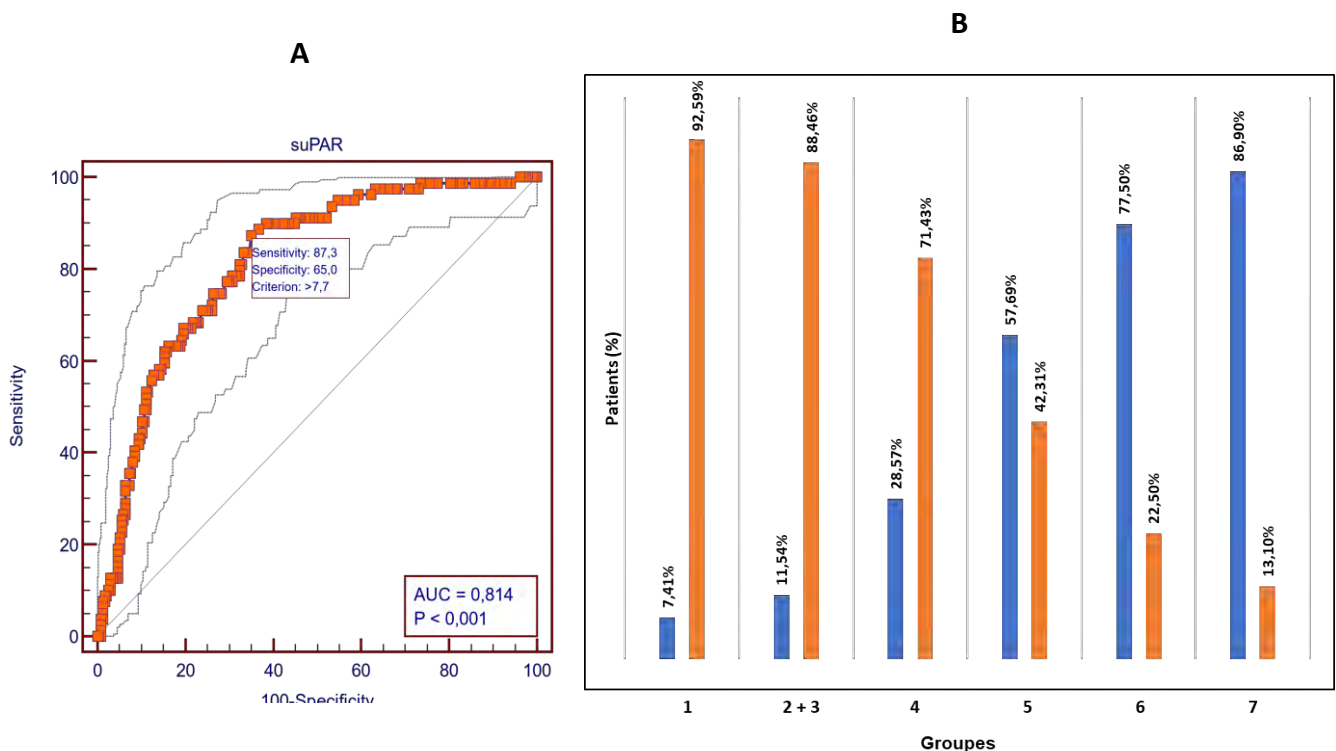 A
suPAR
100
80
60
40
20
0
Sensitivity
Sensitivity: 87,3
Specificity: 65,0
Criterion: >7,7
AUC = 0,814
P < 0,001
0 20 40 60 80 100
100-Specificity
B
Patients (%)
7,41%
92,59%
11,54%
88,46%
28,57%
71,43%
57,69%
42,31%
77,50%
22,50%
86,90%
13,10%
1 2 + 3 4 5 6 7
Groupes